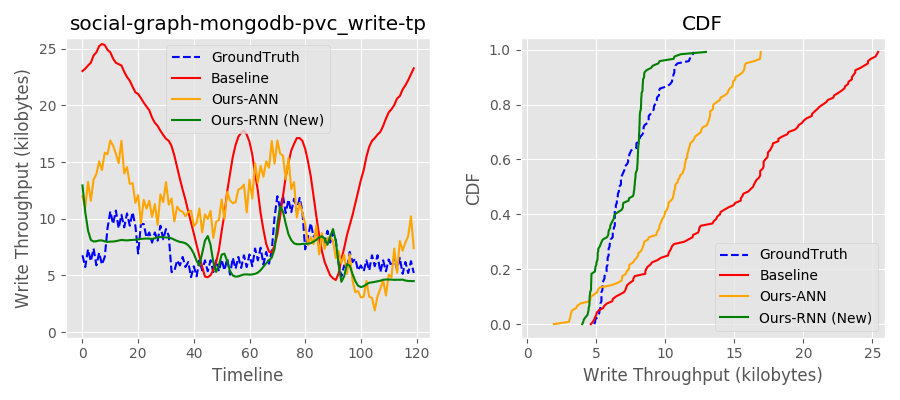 social-graph-mongodb-pvc_write-tp
Write Throughput (kilobytes)
25
20
15
10
5
0
0 20 40 60 80 100 120
Timeline
GroundTruth
Baseline
Ours-ANN
Ours-RNN (New)
CDF
CDF
1.0
0.8
0.6
0.4
0.2
0.0
0 5 10 15 20 25
Write Throughput (kilobytes)
GroundTruth
Baseline
Ours-ANN
Ours-RNN (New)